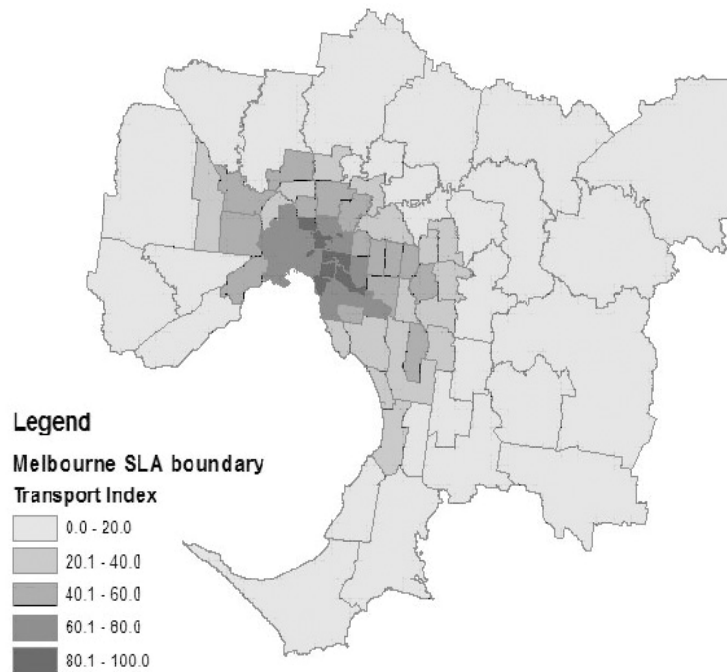 Legend
Melbourne SLA boundary
Transport Index
0.0 - 20.0
20.1 - 40.0
40.1 - 60.0
60.1 - 80.0
80.1 - 100.0